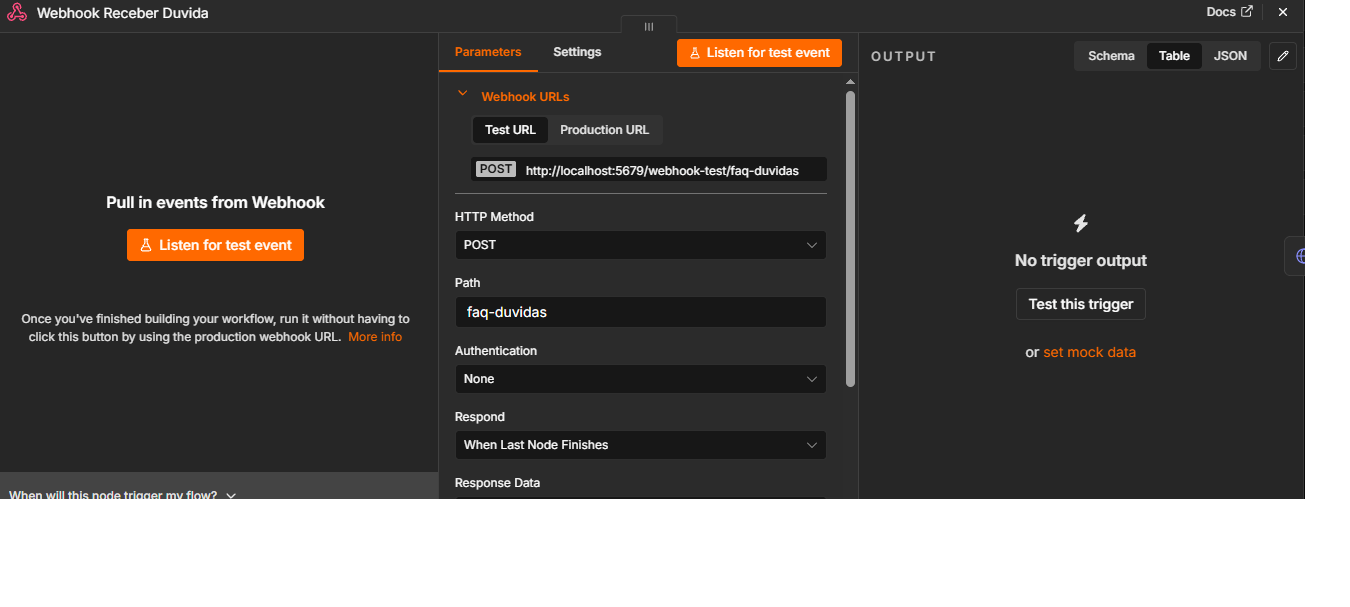 Webhook Receber Duvida
Docs
Pull in events from Webhook
Listen for test event
Once you've finished building your workflow, run it without having to
click this button by using the production webhook URL. More info
When will this node trigger my flow?
Parameters Settings Listen for test event
Webhook URLs
Test URL Production URL
POST http://localhost:5679/webhook-test/faq-duvidas
HTTP Method
POST
Path
faq-duvidas
Authentication
None
Respond
When Last Node Finishes
Response Data
OUTPUT
Schema Table JSON
No trigger output
Test this trigger
or set mock data